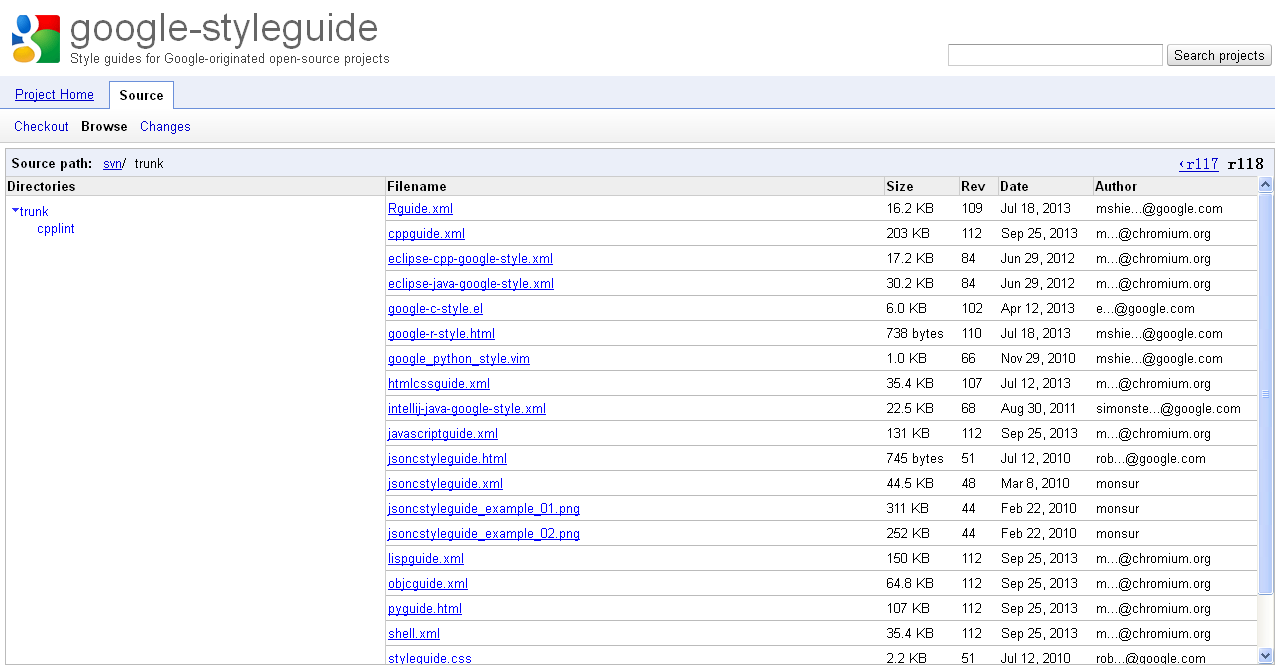 google-styleguide
Style guides for Google-originated open-source projects
Search projects
Project Home Source
Checkout Browse Changes
Source path: svn/ trunk ‹r117 r118
Directories Filename Size Rev Date Author
trunk
cpplint
Rguide.xml 16.2 KB 109 Jul 18, 2013 mshie...@google.com
cppguide.xml 203 KB 112 Sep 25, 2013 m...@chromium.org
eclipse-cpp-google-style.xml 17.2 KB 84 Jun 29, 2012 m...@chromium.org
eclipse-java-google-style.xml 30.2 KB 84 Jun 29, 2012 m...@chromium.org
google-c-style.el 6.0 KB 102 Apr 12, 2013 e...@google.com
google-r-style.html 738 bytes 110 Jul 18, 2013 mshie...@google.com
google_python_style.vim 1.0 KB 66 Nov 29, 2010 mshie...@google.com
htmlcssguide.xml 35.4 KB 107 Jul 12, 2013 m...@chromium.org
intellij-java-google-style.xml 22.5 KB 68 Aug 30, 2011 simonste...@google.com
javascriptguide.xml 131 KB 112 Sep 25, 2013 m...@chromium.org
jsoncstyleguide.html 745 bytes 51 Jul 12, 2010 rob...@google.com
jsoncstyleguide.xml 44.5 KB 48 Mar 8, 2010 monsur
jsoncstyleguide_example_01.png 311 KB 44 Feb 22, 2010 monsur
jsoncstyleguide_example_02.png 252 KB 44 Feb 22, 2010 monsur
lispguide.xml 150 KB 112 Sep 25, 2013 m...@chromium.org
objcguide.xml 64.8 KB 112 Sep 25, 2013 m...@chromium.org
pyguide.html 107 KB 112 Sep 25, 2013 m...@chromium.org
shell.xml 35.4 KB 112 Sep 25, 2013 m...@chromium.org
styleguide.css 2.2 KB 51 Jul 12, 2010 rob...@google.com